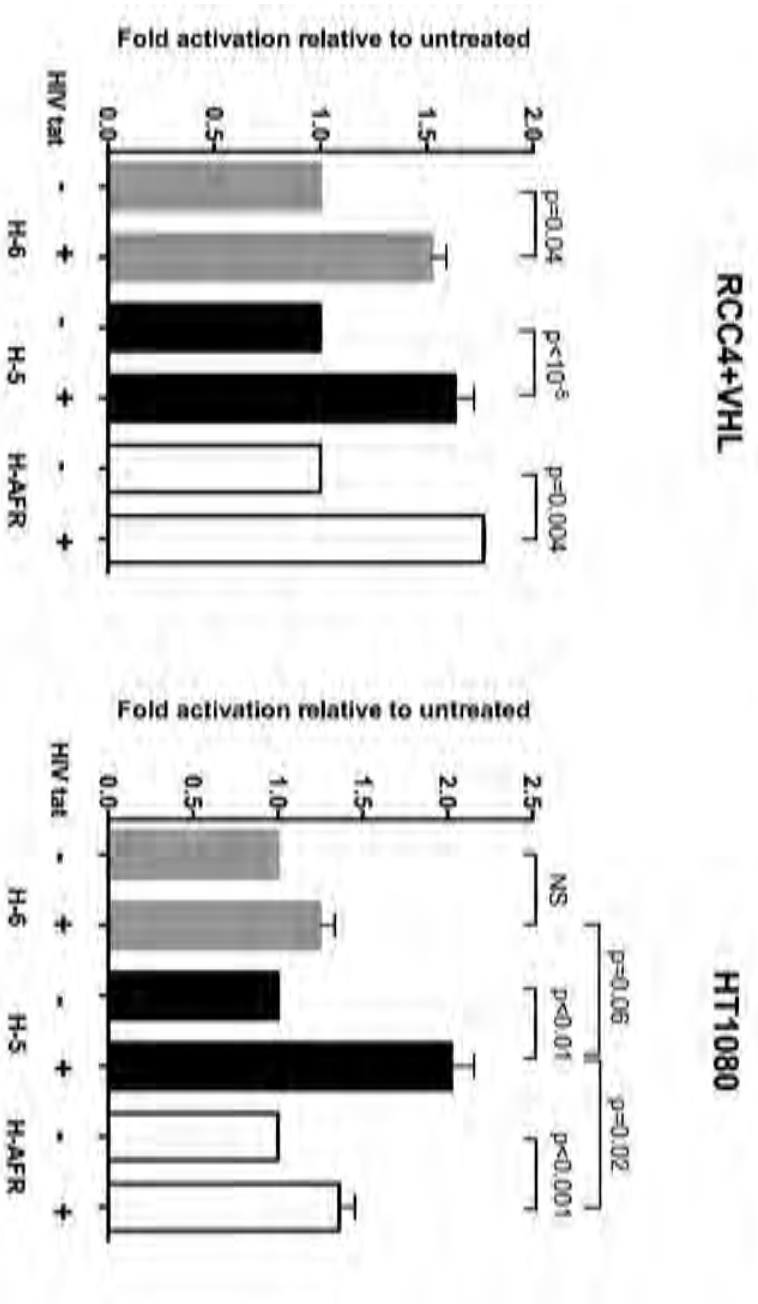 RCC4+VHL
p=0.04 p<10-5 p=0.004
Fold activation relative to untreated
2.0
1.5
1.0
0.5
0.0
HIV tat - + - + - +
H-6 H-5 H-AFR
HT1080
p=0.06 p=0.02
NS p<0.01 p<0.001
Fold activation relative to untreated
2.5
2.0
1.5
1.0
0.5
0.0
HIV tat - + - + - +
H-6 H-5 H-AFR